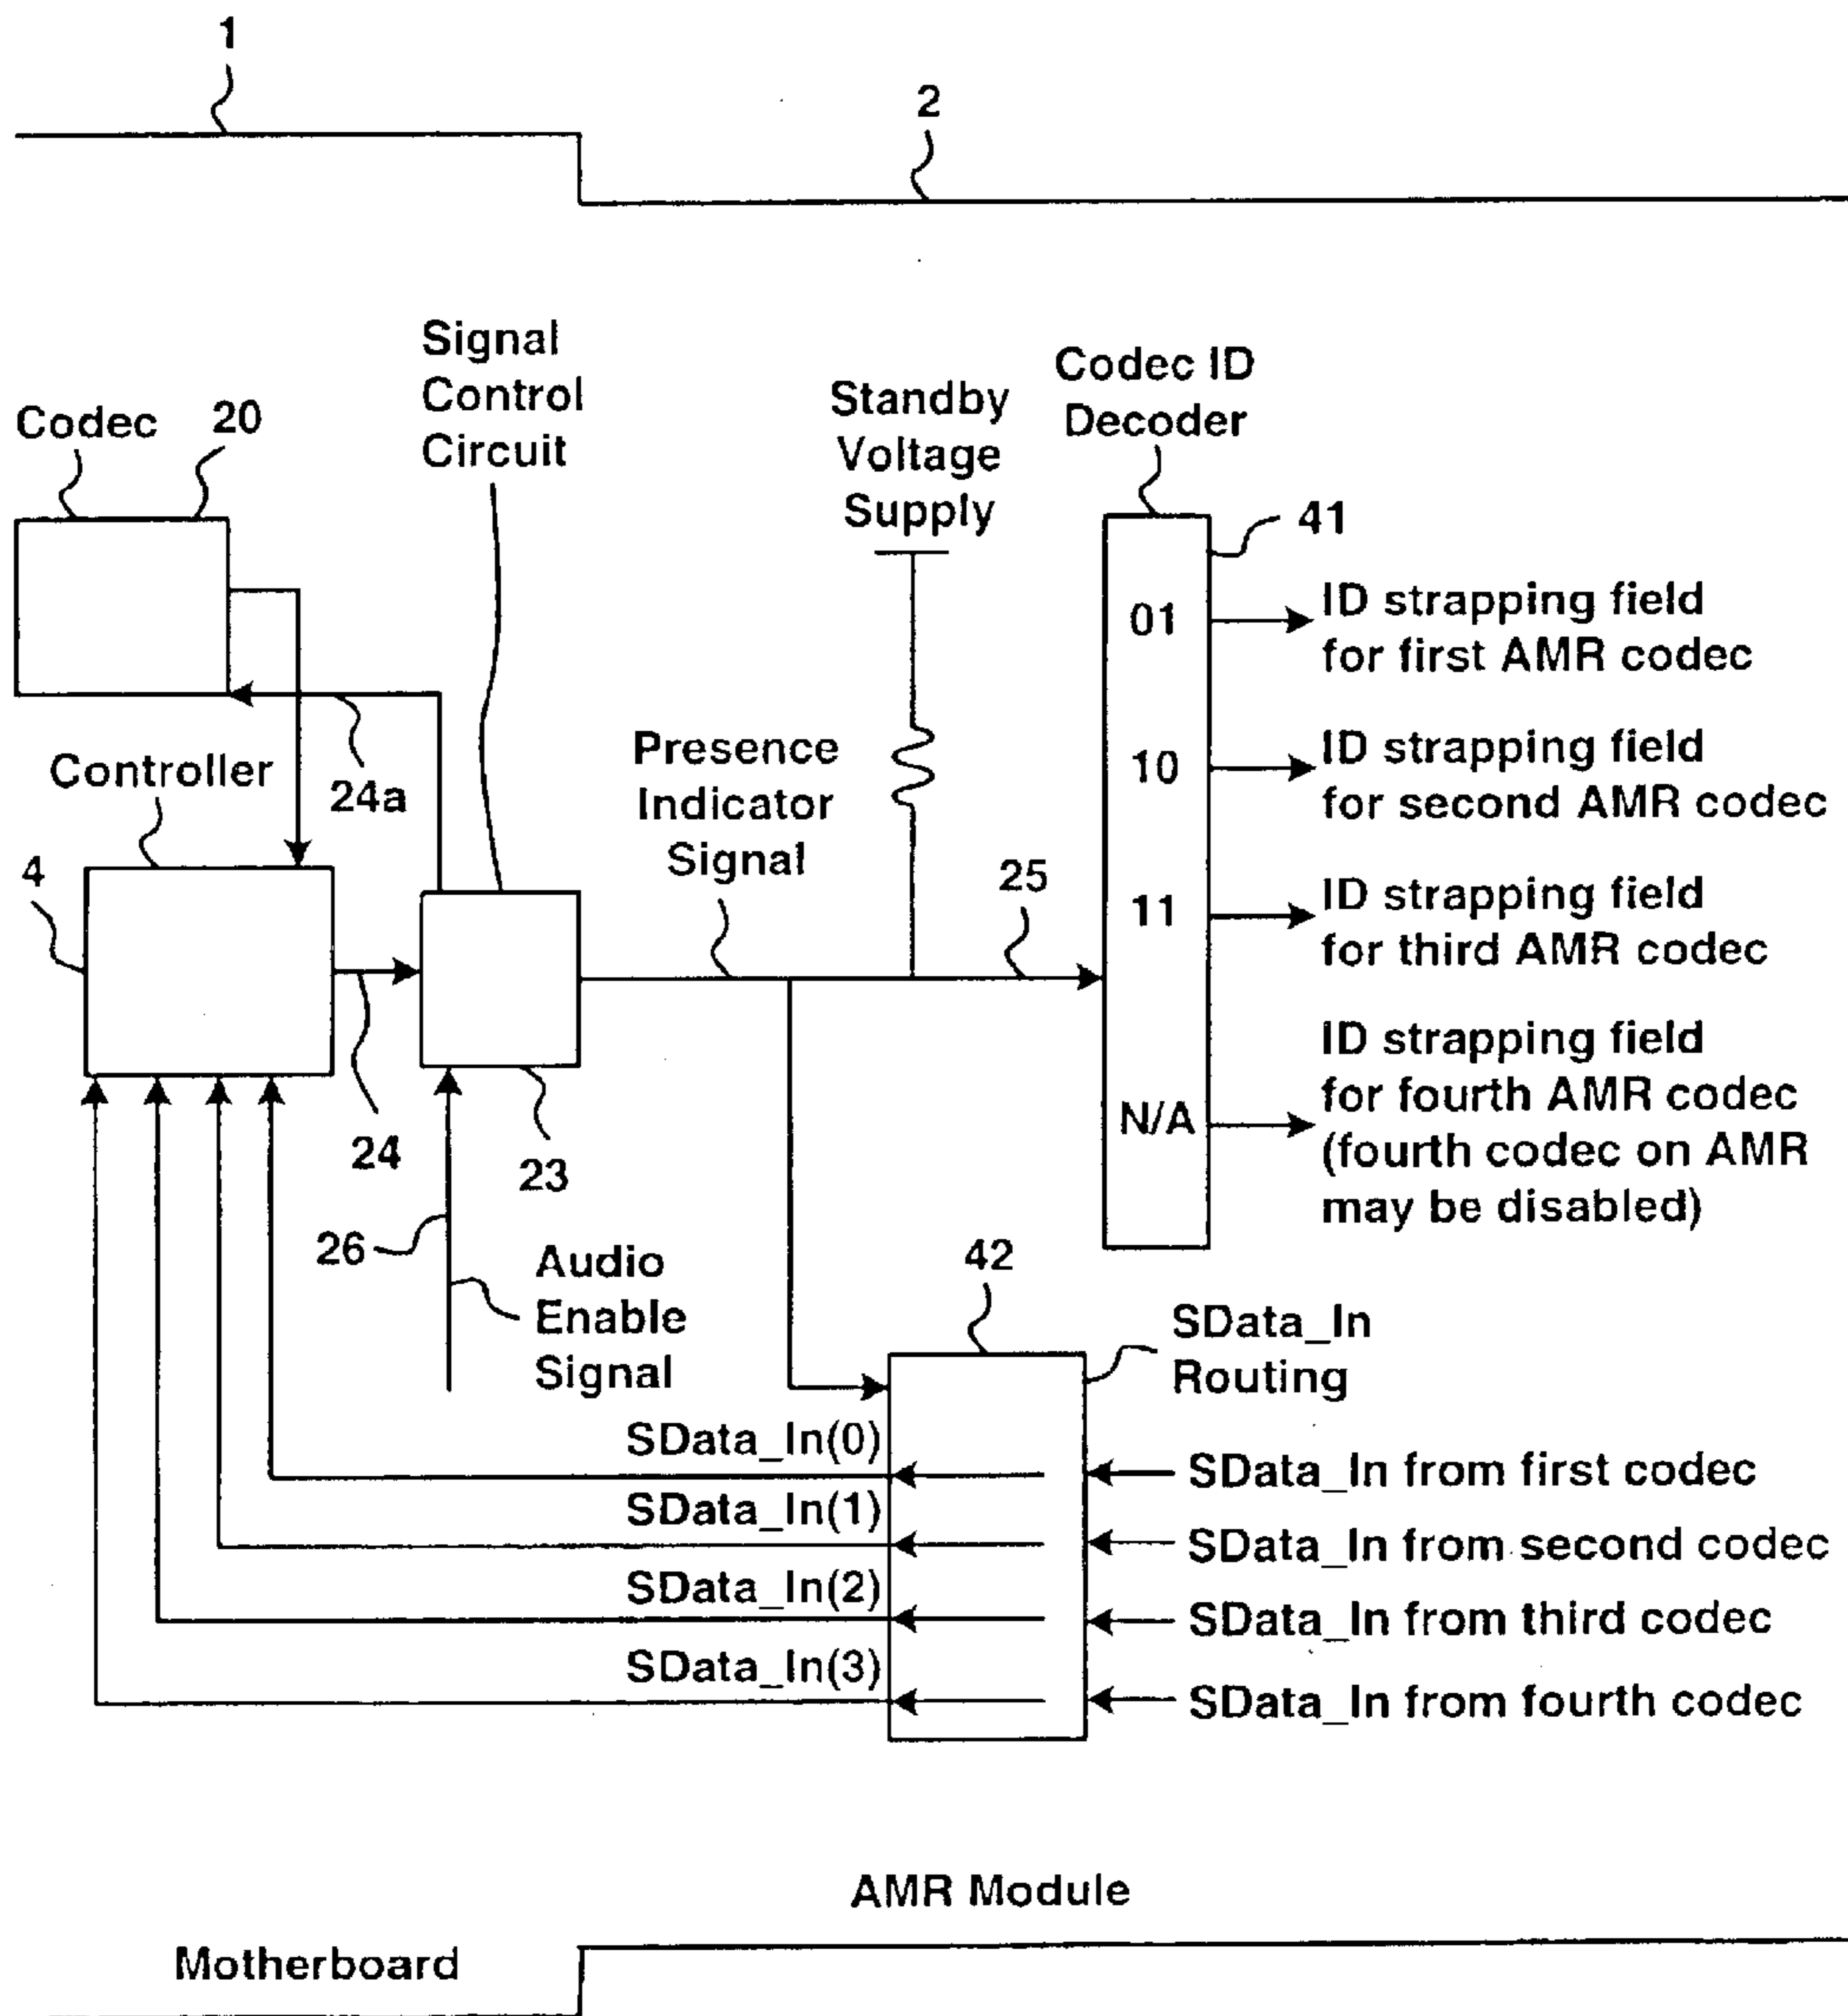 1
2
Signal
Control
Circuit
Codec
20
Standby
Voltage
Supply
Codec ID
Decoder
41
01
ID strapping field
for first AMR codec
10
ID strapping field
for second AMR codec
11
ID strapping field
for third AMR codec
N/A
ID strapping field
for fourth AMR codec
(fourth codec on AMR
may be disabled)
Controller
24a
Presence
Indicator
Signal
4
25
24
23
26
Audio
Enable
Signal
42
SData_In
Routing
SData_In(0)
SData_In from first codec
SData_In(1)
SData_In from second codec
SData_In(2)
SData_In from third codec
SData_In(3)
SData_In from fourth codec
AMR Module
Motherboard